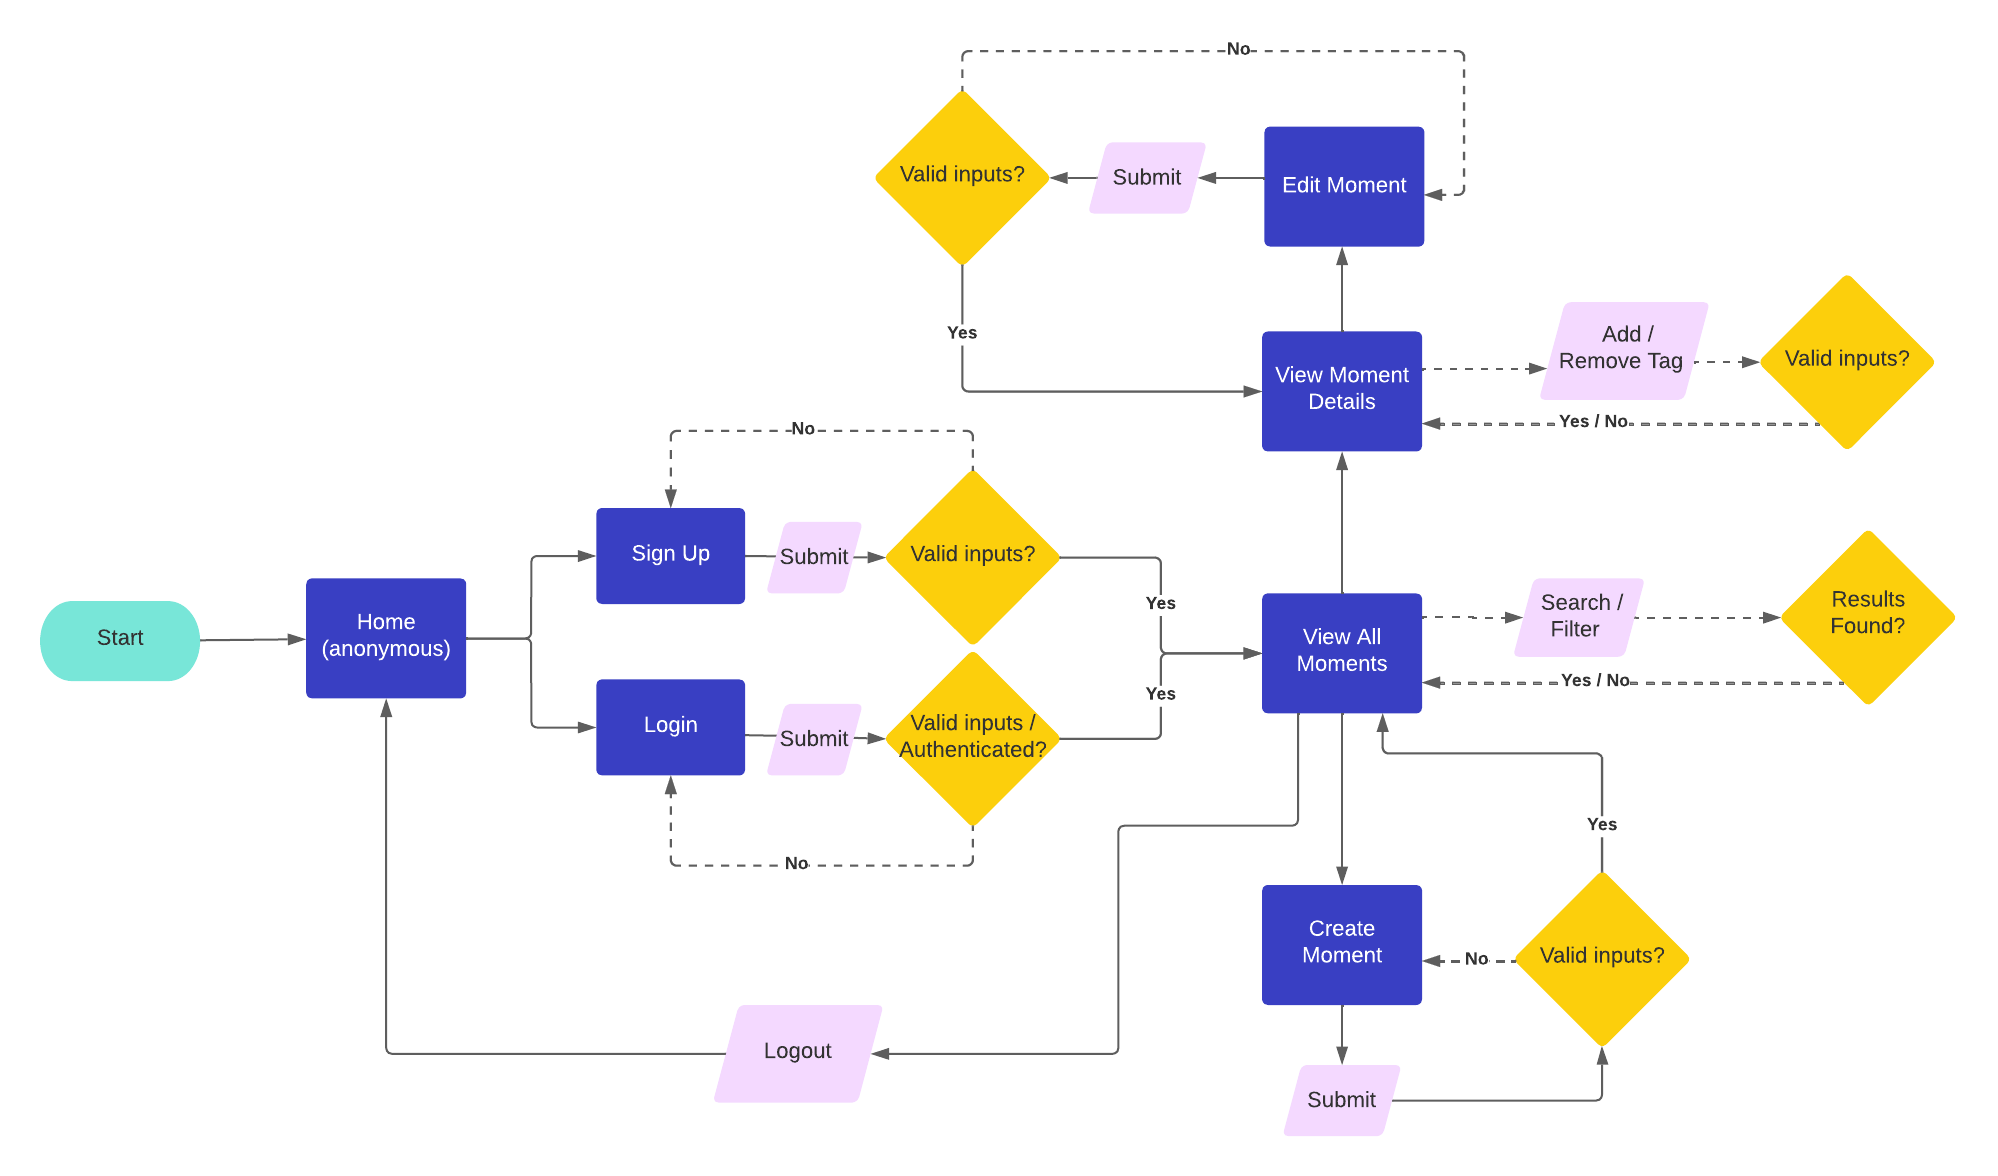 No
Valid inputs?
Submit
Edit Moment
Yes
View Moment
Details
Add /
Remove Tag
Valid inputs?
Yes / No
No
Sign Up
Submit
Valid inputs?
Yes
Start
Home
(anonymous)
Login
Submit
Valid inputs /
Authenticated?
Yes
No
View All
Moments
Search /
Filter
Results
Found?
Yes / No
Yes
Create
Moment
No
Valid inputs?
Logout
Submit